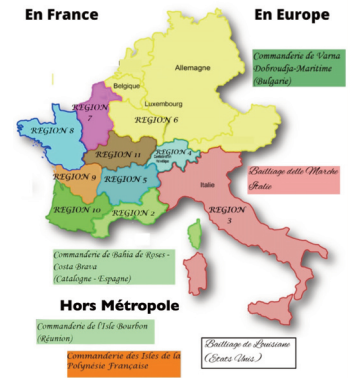 En France
En Europe
Commanderie de Varna
Dobroudja-Maritime
(Bulgarie)
Allemagne
Belgique
Luxembourg
REGION 6
REGION
7
REGION 8
REGION 11
REGION 4
REGION 9
REGION 5
REGION 10
REGION 2
Bailliage delle Marche
Italie
Italie
REGION
3
Commanderie de Bahia de Roses -
Costa Brava
(Catalogne - Espagne)
Hors Métropole
Commanderie de l'Isle Bourbon
(Réunion)
Commanderie des Isles de la
Polynésie Française
Bailliage de Louisiane
(Etats Unis.)